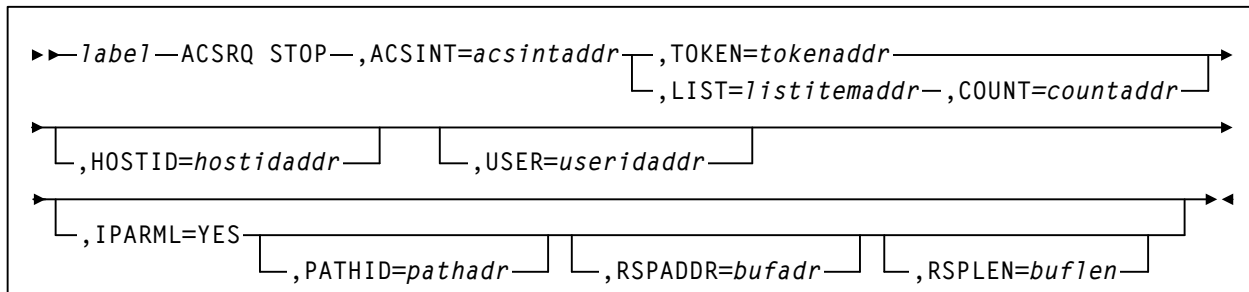 label ACSRQ STOP ,ACSINT=acsintaddr ,TOKEN=tokenaddr
,LIST=listitemaddr ,COUNT=countaddr
,HOSTID=hostidaddr ,USER=useridaddr
,IPARML=YES
,PATHID=pathadr ,RSPADDR=bufadr ,RSPLEN=buflen